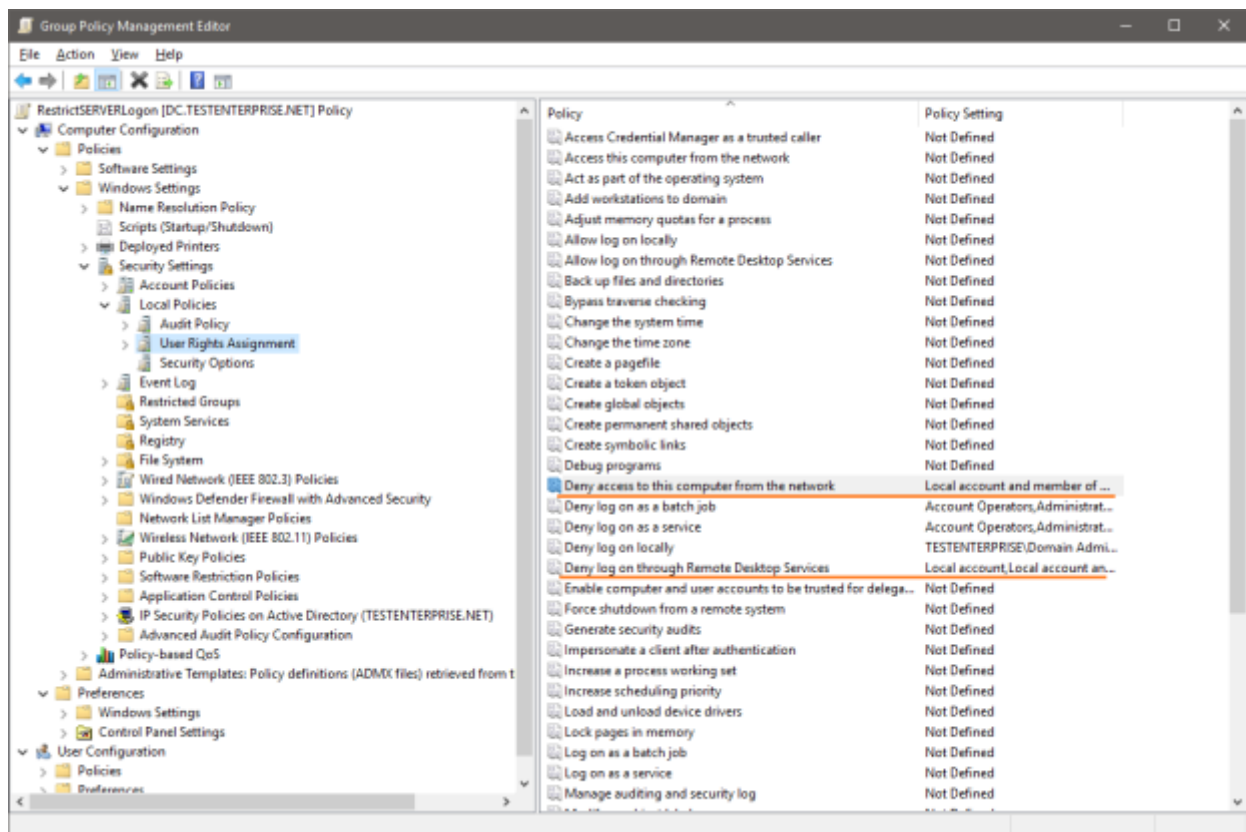 Group Policy Management Editor
File Action View Help
RestrictSERVERLogon [DC.TESTENTERPRISE.NET] Policy
Computer Configuration
Policies
Software Settings
Windows Settings
Name Resolution Policy
Scripts (Startup/Shutdown)
Deployed Printers
Security Settings
Account Policies
Local Policies
Audit Policy
User Rights Assignment
Security Options
Event Log
Restricted Groups
System Services
Registry
File System
Wired Network (IEEE 802.3) Policies
Windows Defender Firewall with Advanced Security
Network List Manager Policies
Wireless Network (IEEE 802.11) Policies
Public Key Policies
Software Restriction Policies
Application Control Policies
IP Security Policies on Active Directory (TESTENTERPRISE.NET)
Advanced Audit Policy Configuration
Policy-based QoS
Administrative Templates: Policy definitions (ADMX files) retrieved from t
Preferences
Windows Settings
Control Panel Settings
User Configuration
Policies
Preferences
Policy Policy Setting
Access Credential Manager as a trusted caller Not Defined
Access this computer from the network Not Defined
Act as part of the operating system Not Defined
Add workstations to domain Not Defined
Adjust memory quotas for a process Not Defined
Allow log on locally Not Defined
Allow log on through Remote Desktop Services Not Defined
Back up files and directories Not Defined
Bypass traverse checking Not Defined
Change the system time Not Defined
Change the time zone Not Defined
Create a pagefile Not Defined
Create a token object Not Defined
Create global objects Not Defined
Create permanent shared objects Not Defined
Create symbolic links Not Defined
Debug programs Not Defined
Deny access to this computer from the network Local account and member of ...
Deny log on as a batch job Account Operators,Administrat...
Deny log on as a service Account Operators,Administrat...
Deny log on locally TESTENTERPRISE\Domain Admi...
Deny log on through Remote Desktop Services Local account,Local account an...
Enable computer and user accounts to be trusted for delega... Not Defined
Force shutdown from a remote system Not Defined
Generate security audits Not Defined
Impersonate a client after authentication Not Defined
Increase a process working set Not Defined
Increase scheduling priority Not Defined
Load and unload device drivers Not Defined
Lock pages in memory Not Defined
Log on as a batch job Not Defined
Log on as a service Not Defined
Manage auditing and security log Not Defined